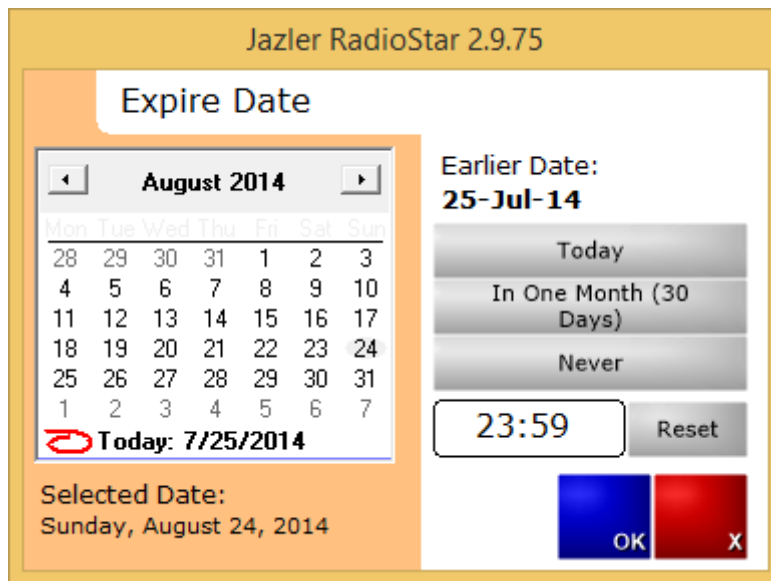 Jazler RadioStar 2.9.75
Expire Date
August 2014
Mon Tue Wed Thu Fri Sat Sun
28 29 30 31 1 2 3
4 5 6 7 8 9 10
11 12 13 14 15 16 17
18 19 20 21 22 23 24
25 26 27 28 29 30 31
1 2 3 4 5 6 7
Today: 7/25/2014
Selected Date:
Sunday, August 24, 2014
Earlier Date:
25-Jul-14
Today
In One Month (30
Days)
Never
23:59
Reset
OK
X